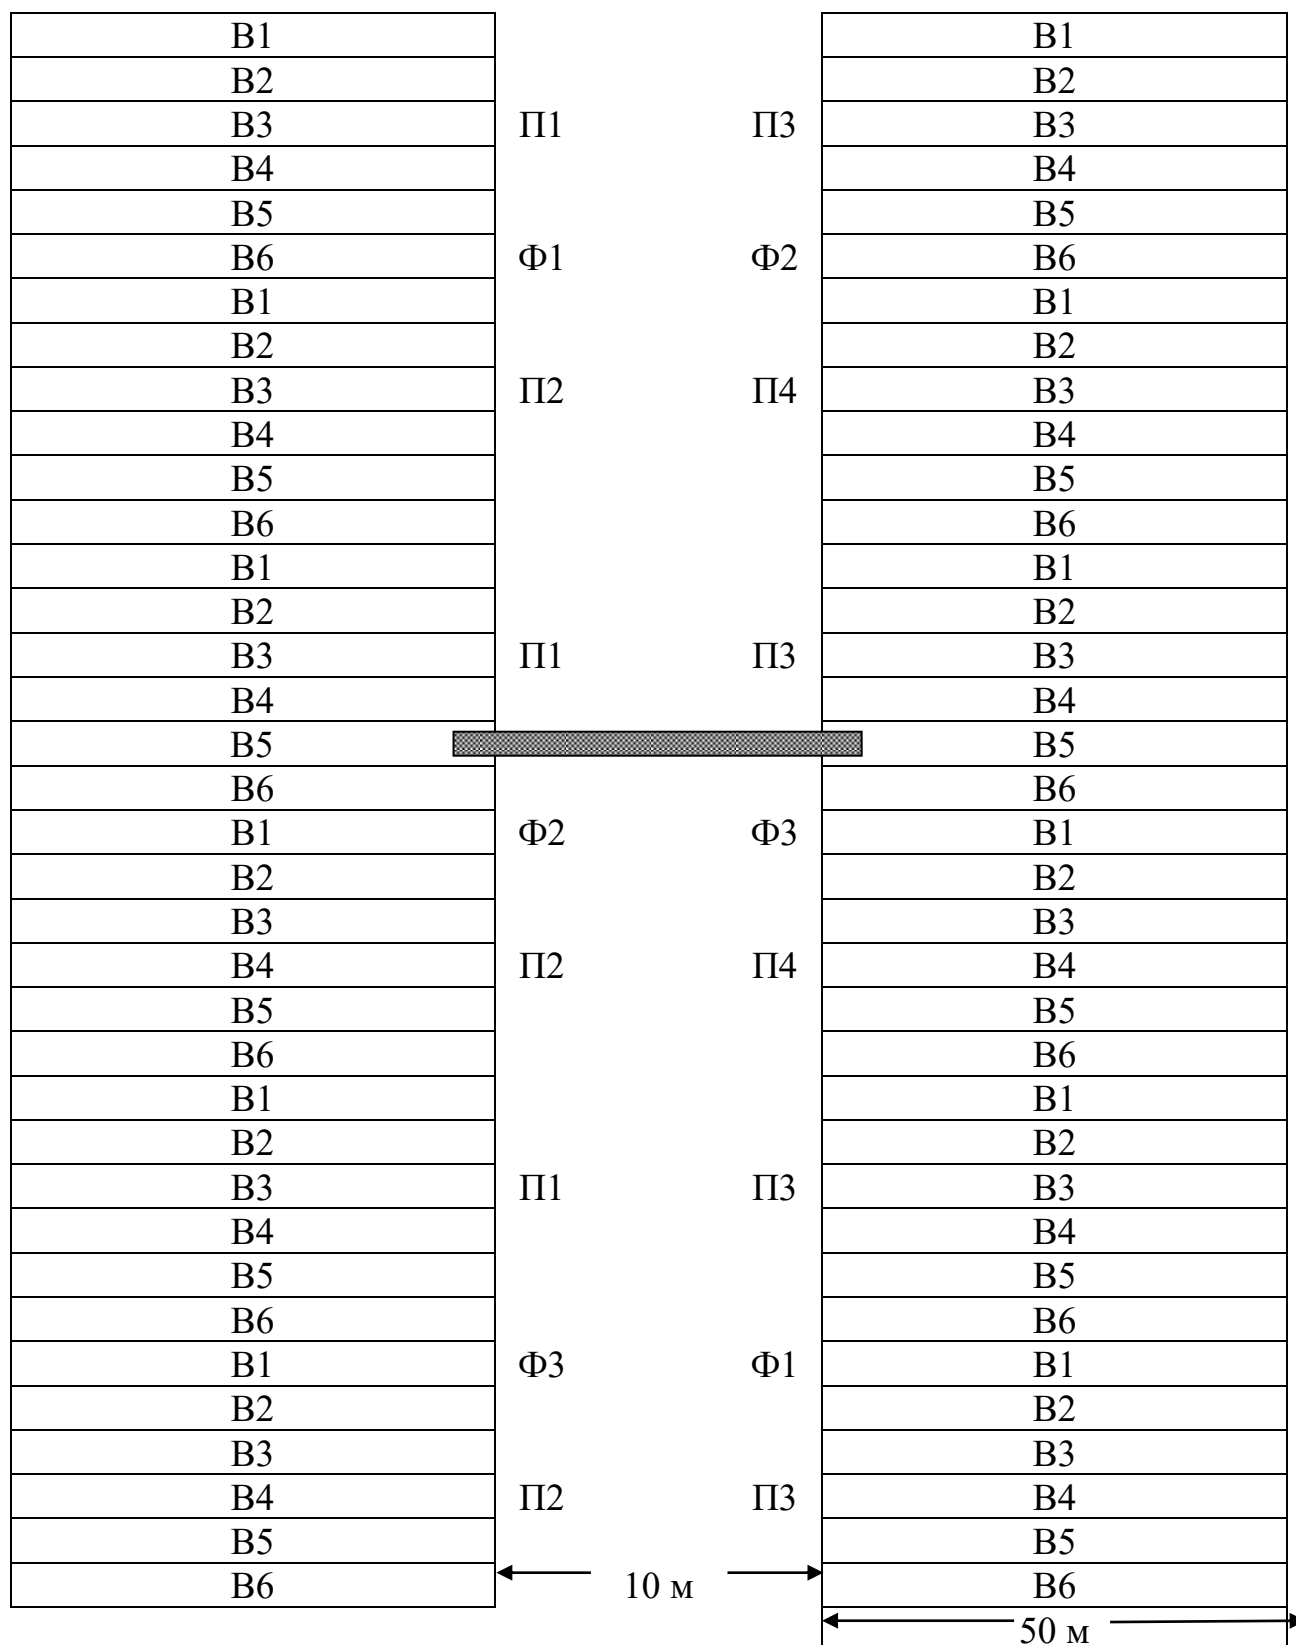 В1 В1
В2 В2
В3 П1 П3 В3
В4 В4
В5 В5
В6 Ф1 Ф2 В6
В1 В1
В2 В2
В3 П2 П4 В3
В4 В4
В5 В5
В6 В6
В1 В1
В2 В2
В3 П1 П3 В3
В4 В4
В5 В5
В6 В6
В1 Ф2 Ф3 В1
В2 В2
В3 В3
В4 П2 П4 В4
В5 В5
В6 В6
В1 В1
В2 В2
В3 П1 П3 В3
В4 В4
В5 В5
В6 В6
В1 Ф3 Ф1 В1
В2 В2
В3 В3
В4 П2 П3 В4
В5 В5
В6 10 м В6
50 м